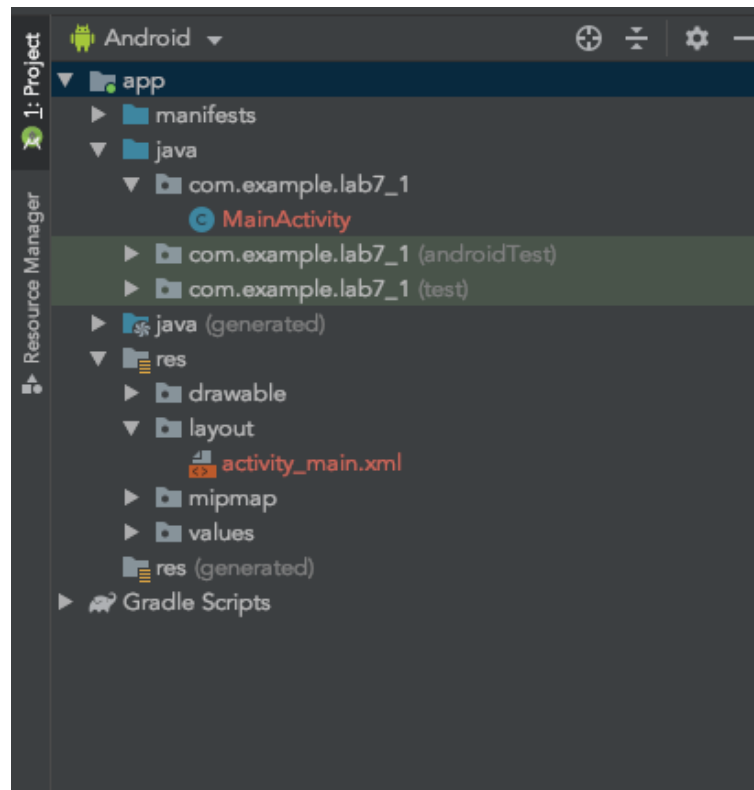 1: Project
Resource Manager
Android
app
manifests
java
com.example.lab7_1
MainActivity
com.example.lab7_1 (androidTest)
com.example.lab7_1 (test)
java (generated)
res
drawable
layout
activity_main.xml
mipmap
values
res (generated)
Gradle Scripts